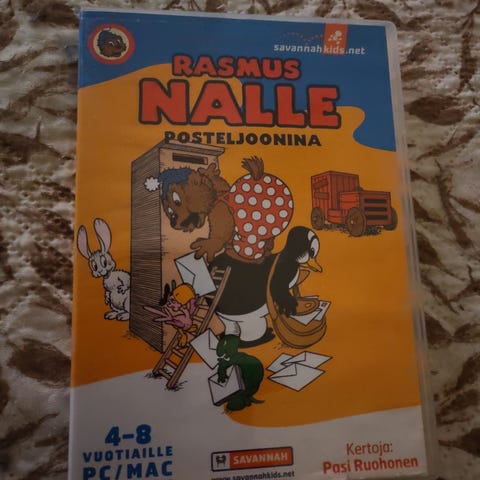 savannahkids.net
RASMUS
NALLE
POSTELJOONINA
4-8
VUOTIAILLE
PC/MAC
SAVANNAH
www.savannahkids.net
Kertoja:
Pasi Ruohonen